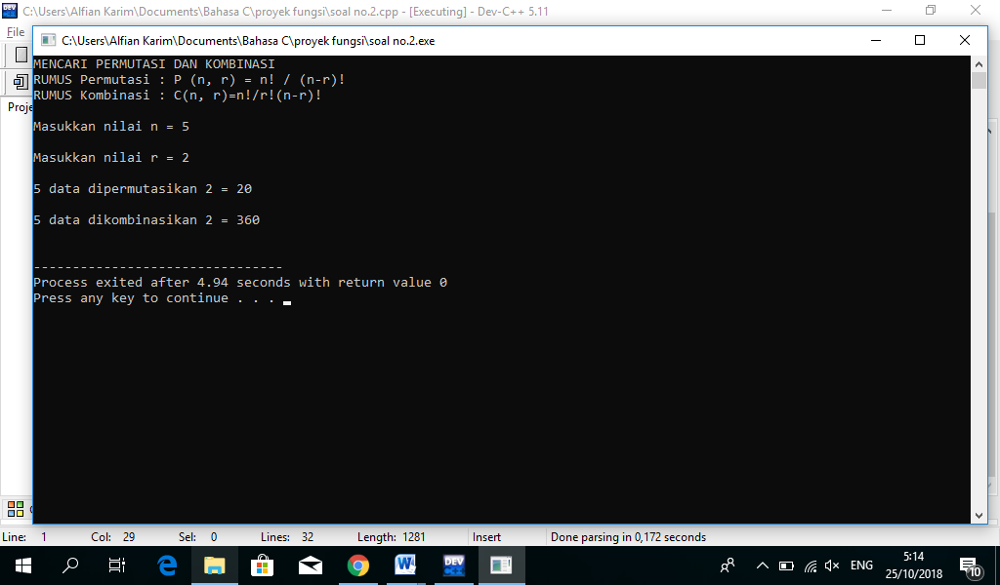 C:\Users\Alfian Karim\Documents\Bahasa C\proyek fungsi\soal no.2.cpp - [Executing] - Dev-C++ 5.11
File
C:\Users\Alfian Karim\Documents\Bahasa C\proyek fungsi\soal no.2.exe
MENCARI PERMUTASI DAN KOMBINASI
RUMUS Permutasi : P (n, r) = n! / (n-r)!
RUMUS Kombinasi : C(n, r)=n!/r!(n-r)!
Proje
Masukkan nilai n = 5
Masukkan nilai r = 2
5 data dipermutasikan 2 = 20
5 data dikombinasikan 2 = 360
--------------------------------
Process exited after 4.94 seconds with return value 0
Press any key to continue . . .
Line: 1 Col: 29 Sel: 0 Lines: 32 Length: 1281 Insert Done parsing in 0,172 seconds
DEV
ENG
5:14
25/10/2018
10